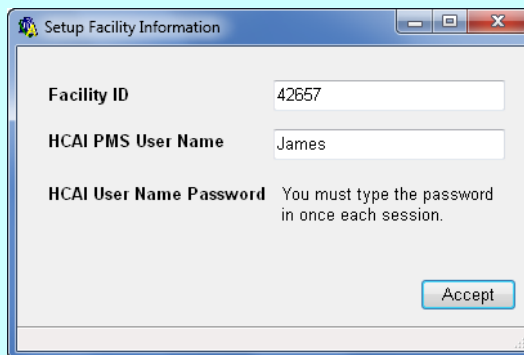 Setup Facility Information
Facility ID 42657
HCAI PMS User Name James
HCAI User Name Password You must type the password
in once each session.
Accept